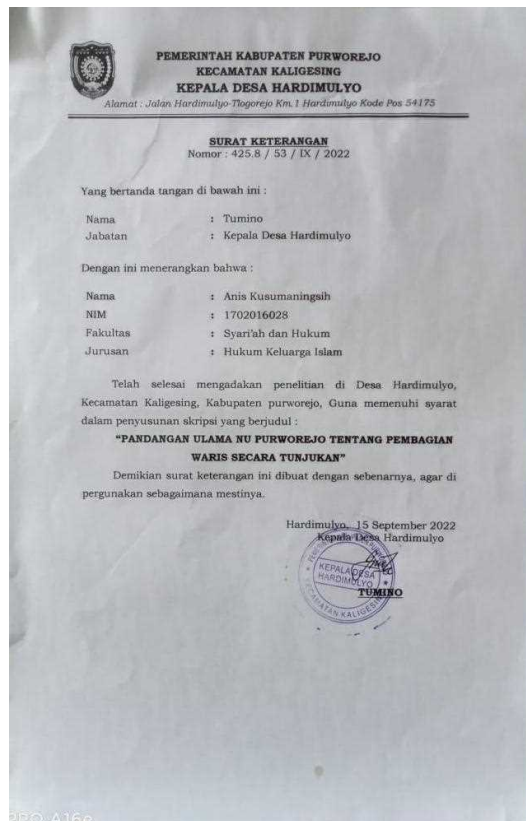 PEMERINTAH KABUPATEN PURWOREJO
KECAMATAN KALIGESING
KEPALA DESA HARDIMULYO
Alamat : Jalan Hardimulyo-Tlogorejo Km. 1 Hardimulyo Kode Pos 54175
SURAT KETERANGAN
Nomor : 425.8 / 53 / IX / 2022
Yang bertanda tangan di bawah ini :
Nama : Tumino
Jabatan : Kepala Desa Hardimulyo
Dengan ini menerangkan bahwa :
Nama : Anis Kusumaningsih
NIM : 1702016028
Fakultas : Syari'ah dan Hukum
Jurusan : Hukum Keluarga Islam
Telah selesai mengadakan penelitian di Desa Hardimulyo,
Kecamatan Kaligesing, Kabupaten purworejo, Guna memenuhi syarat
dalam penyusunan skripsi yang berjudul :
"PANDANGAN ULAMA NU PURWOREJO TENTANG PEMBAGIAN
WARIS SECARA TUNJUKAN"
Demikian surat keterangan ini dibuat dengan sebenarnya, agar di
pergunakan sebagaimana mestinya.
Hardimulyo, 15 September 2022
Kepala Desa Hardimulyo
KEPALA DESA
HARDIMULYO
KECAMATAN KALIGESING
TUMINO